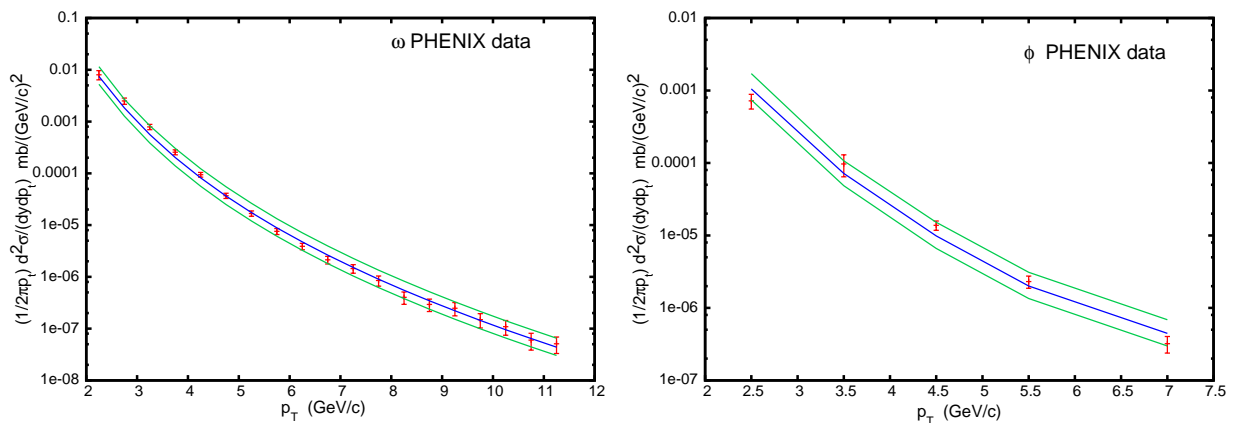 ω PHENIX data
(1/2πp_t) d^2σ/(dydp_t) mb/(GeV/c)^2
0.1
0.01
0.001
0.0001
1e-05
1e-06
1e-07
1e-08
2 3 4 5 6 7 8 9 10 11 12
p_T (GeV/c)
ϕ PHENIX data
(1/2πp_t) d^2σ/(dydp_t) mb/(GeV/c)^2
0.01
0.001
0.0001
1e-05
1e-06
1e-07
2 2.5 3 3.5 4 4.5 5 5.5 6 6.5 7 7.5
p_T (GeV/c)